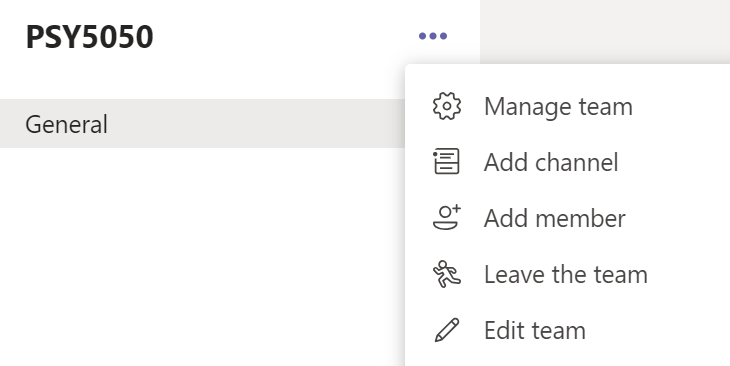 PSY5050
General
Manage team
Add channel
Add member
Leave the team
Edit team